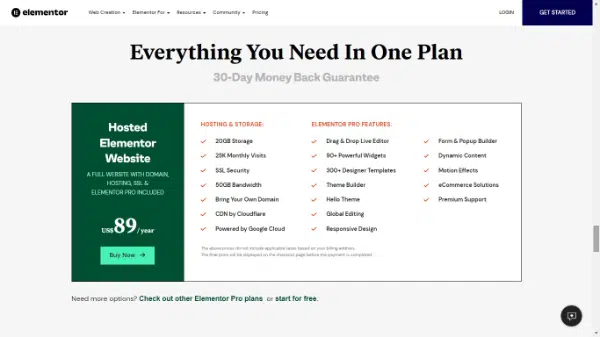 elementor
Web Creation Elementor For Resources Community Pricing
LOGIN
GET STARTED
Everything You Need In One Plan
30-Day Money Back Guarantee
Hosted
Elementor
Website
A FULL WEBSITE WITH DOMAIN,
HOSTING, SSL &
ELEMENTOR PRO INCLUDED
US$89/year
Buy Now
HOSTING & STORAGE:
20GB Storage
25K Monthly Visits
SSL Security
50GB Bandwidth
Bring Your Own Domain
CDN by Cloudflare
Powered by Google Cloud
ELEMENTOR PRO FEATURES:
Drag & Drop Live Editor
90+ Powerful Widgets
300+ Designer Templates
Theme Builder
Hello Theme
Global Editing
Responsive Design
Form & Popup Builder
Dynamic Content
Motion Effects
eCommerce Solutions
Premium Support
The above prices do not include applicable taxes based on your billing address.
The final price will be displayed on the checkout page before the payment is completed.
Need more options? Check out other Elementor Pro plans or start for free.